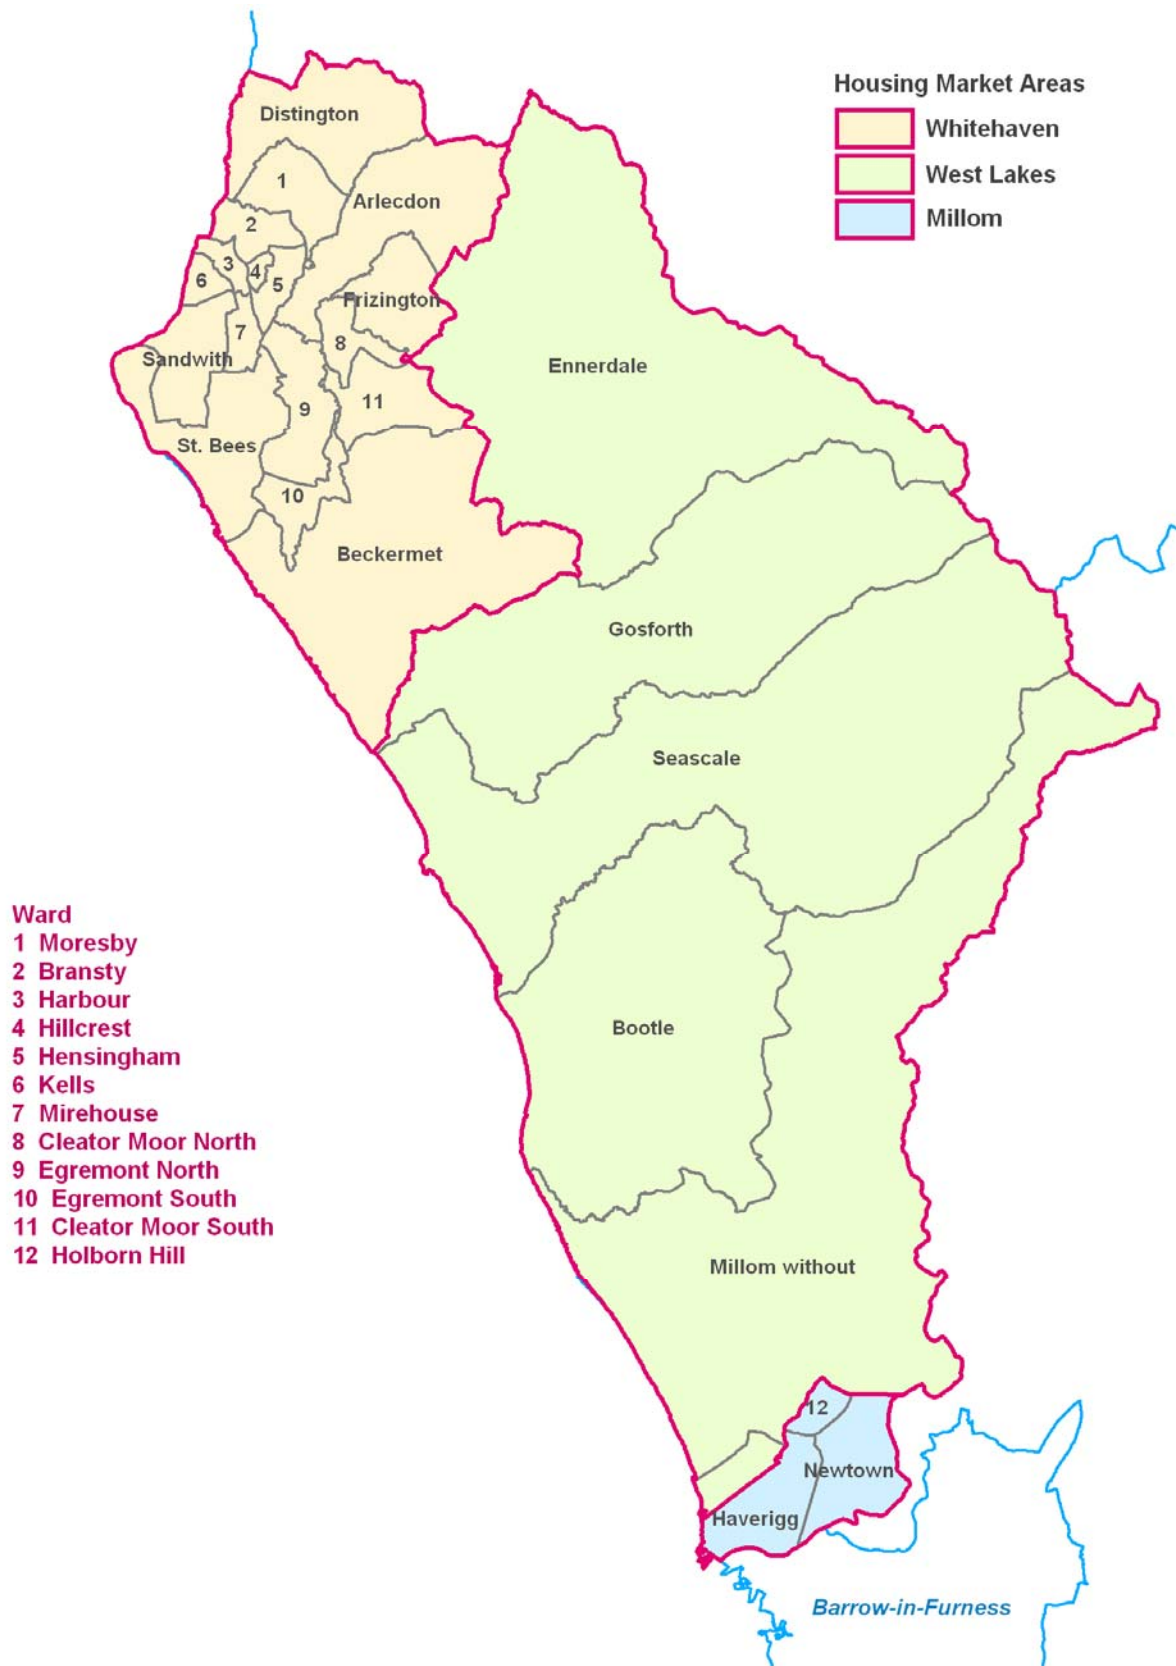 Housing Market Areas
Whitehaven
West Lakes
Millom
Distington
1
Arlecdon
2
3
4
6
5
Frizington
7
8
Sandwith
Ennerdale
11
9
St. Bees
10
Beckermet
Gosforth
Seascale
Ward
1 Moresby
2 Bransty
3 Harbour
4 Hillcrest
5 Hensingham
6 Kells
7 Mirehouse
8 Cleator Moor North
9 Egremont North
10 Egremont South
11 Cleator Moor South
12 Holborn Hill
Bootle
Millom without
12
Newtown
Haverigg
Barrow-in-Furness